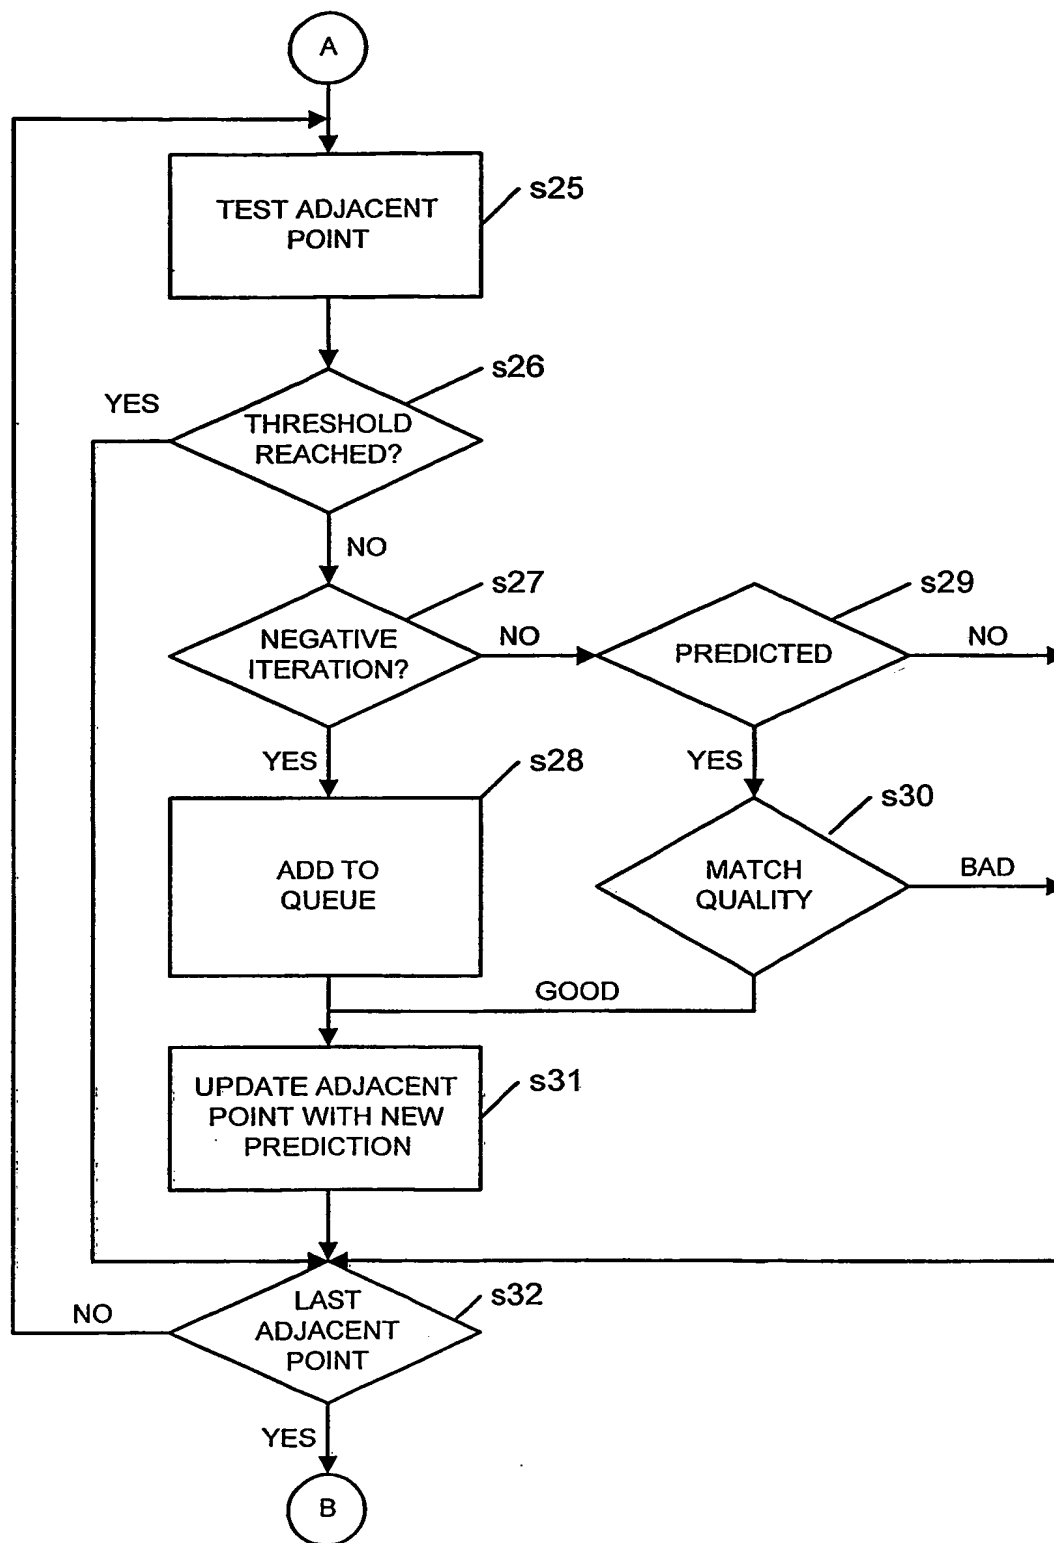 A
TEST ADJACENT
POINT
s25
s26
YES
THRESHOLD
REACHED?
NO
s27
NEGATIVE
ITERATION?
NO
s29
PREDICTED
NO
YES
s28
ADD TO
QUEUE
YES
s30
MATCH
QUALITY
BAD
GOOD
UPDATE ADJACENT
POINT WITH NEW
PREDICTION
s31
NO
LAST
ADJACENT
POINT
s32
YES
B